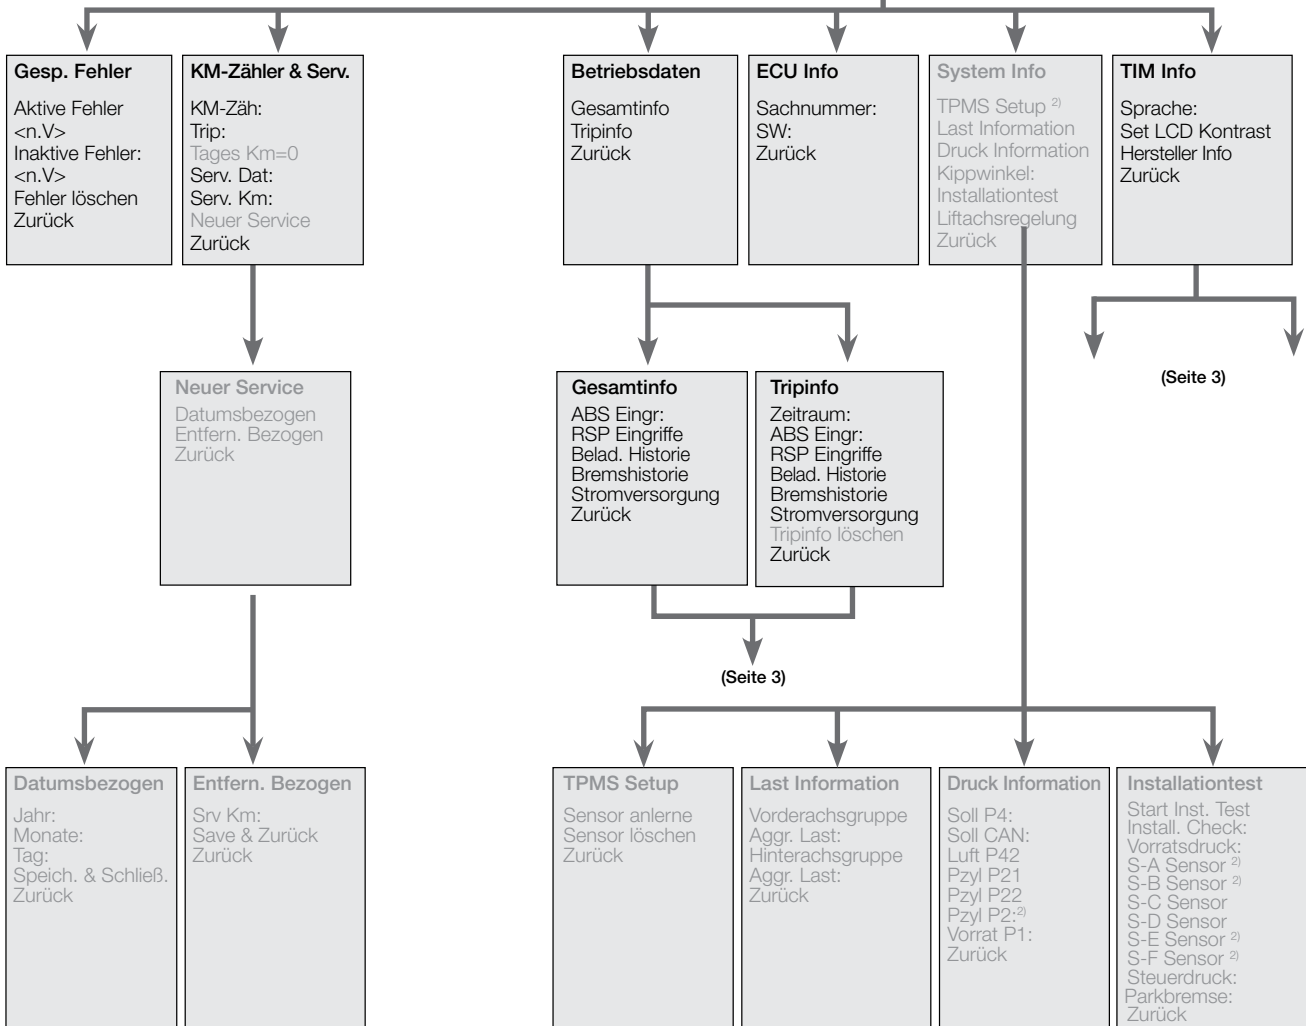 Gesp. Fehler
Aktive Fehler
<n.V>
Inaktive Fehler:
<n.V>
Fehler löschen
Zurück
KM-Zähler & Serv.
KM-Zäh:
Trip:
Tages Km=0
Serv. Dat:
Serv. Km:
Neuer Service
Zurück
Betriebsdaten
Gesamtinfo
Tripinfo
Zurück
ECU Info
Sachnummer:
SW:
Zurück
System Info
TPMS Setup 2)
Last Information
Druck Information
Kippwinkel:
Installationtest
Liftachsregelung
Zurück
TIM Info
Sprache:
Set LCD Kontrast
Hersteller Info
Zurück
Neuer Service
Datumsbezogen
Entfern. Bezogen
Zurück
Gesamtinfo
ABS Eingr:
RSP Eingriffe
Belad. Historie
Bremshistorie
Stromversorgung
Zurück
Tripinfo
Zeitraum:
ABS Eingr:
RSP Eingriffe
Belad. Historie
Bremshistorie
Stromversorgung
Tripinfo löschen
Zurück
(Seite 3)
(Seite 3)
Datumsbezogen
Jahr:
Monate:
Tag:
Speich. & Schließ.
Zurück
Entfern. Bezogen
Srv Km:
Save & Zurück
Zurück
TPMS Setup
Sensor anlerne
Sensor löschen
Zurück
Last Information
Vorderachsgruppe
Aggr. Last:
Hinterachsgruppe
Aggr. Last:
Zurück
Druck Information
Soll P4:
Soll CAN:
Luft P42
Pzyl P21
Pzyl P22
Pzyl P2:2)
Vorrat P1:
Zurück
Installationtest
Start Inst. Test
Install. Check:
Vorratsdruck:
S-A Sensor 2)
S-B Sensor 2)
S-C Sensor
S-D Sensor
S-E Sensor 2)
S-F Sensor 2)
Steuerdruck:
Parkbremse:
Zurück